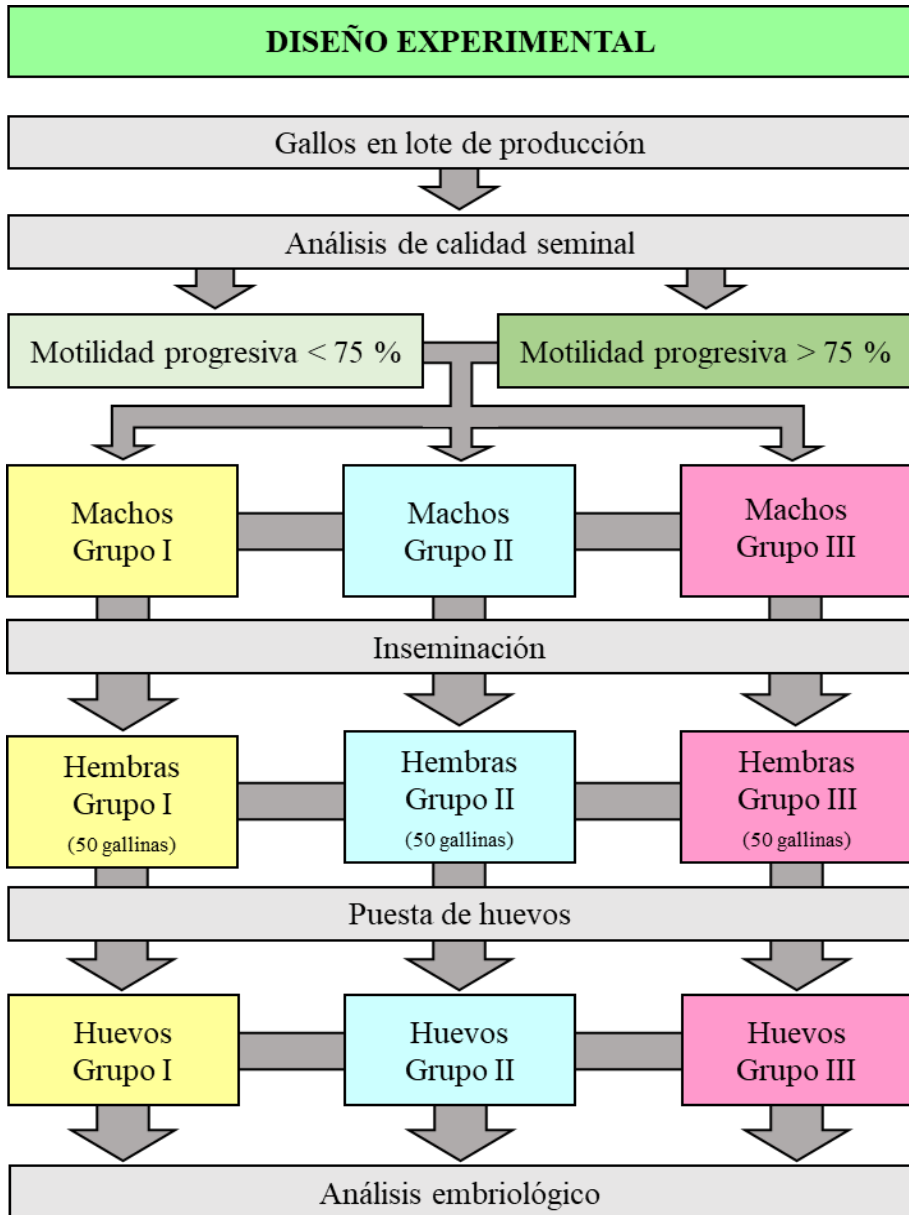 DISEÑO EXPERIMENTAL
Gallos en lote de producción
Análisis de calidad seminal
Motilidad progresiva < 75 %
Motilidad progresiva > 75 %
Machos
Grupo I
Machos
Grupo II
Machos
Grupo III
Inseminación
Hembras
Grupo I
(50 gallinas)
Hembras
Grupo II
(50 gallinas)
Hembras
Grupo III
(50 gallinas)
Puesta de huevos
Huevos
Grupo I
Huevos
Grupo II
Huevos
Grupo III
Análisis embriológico